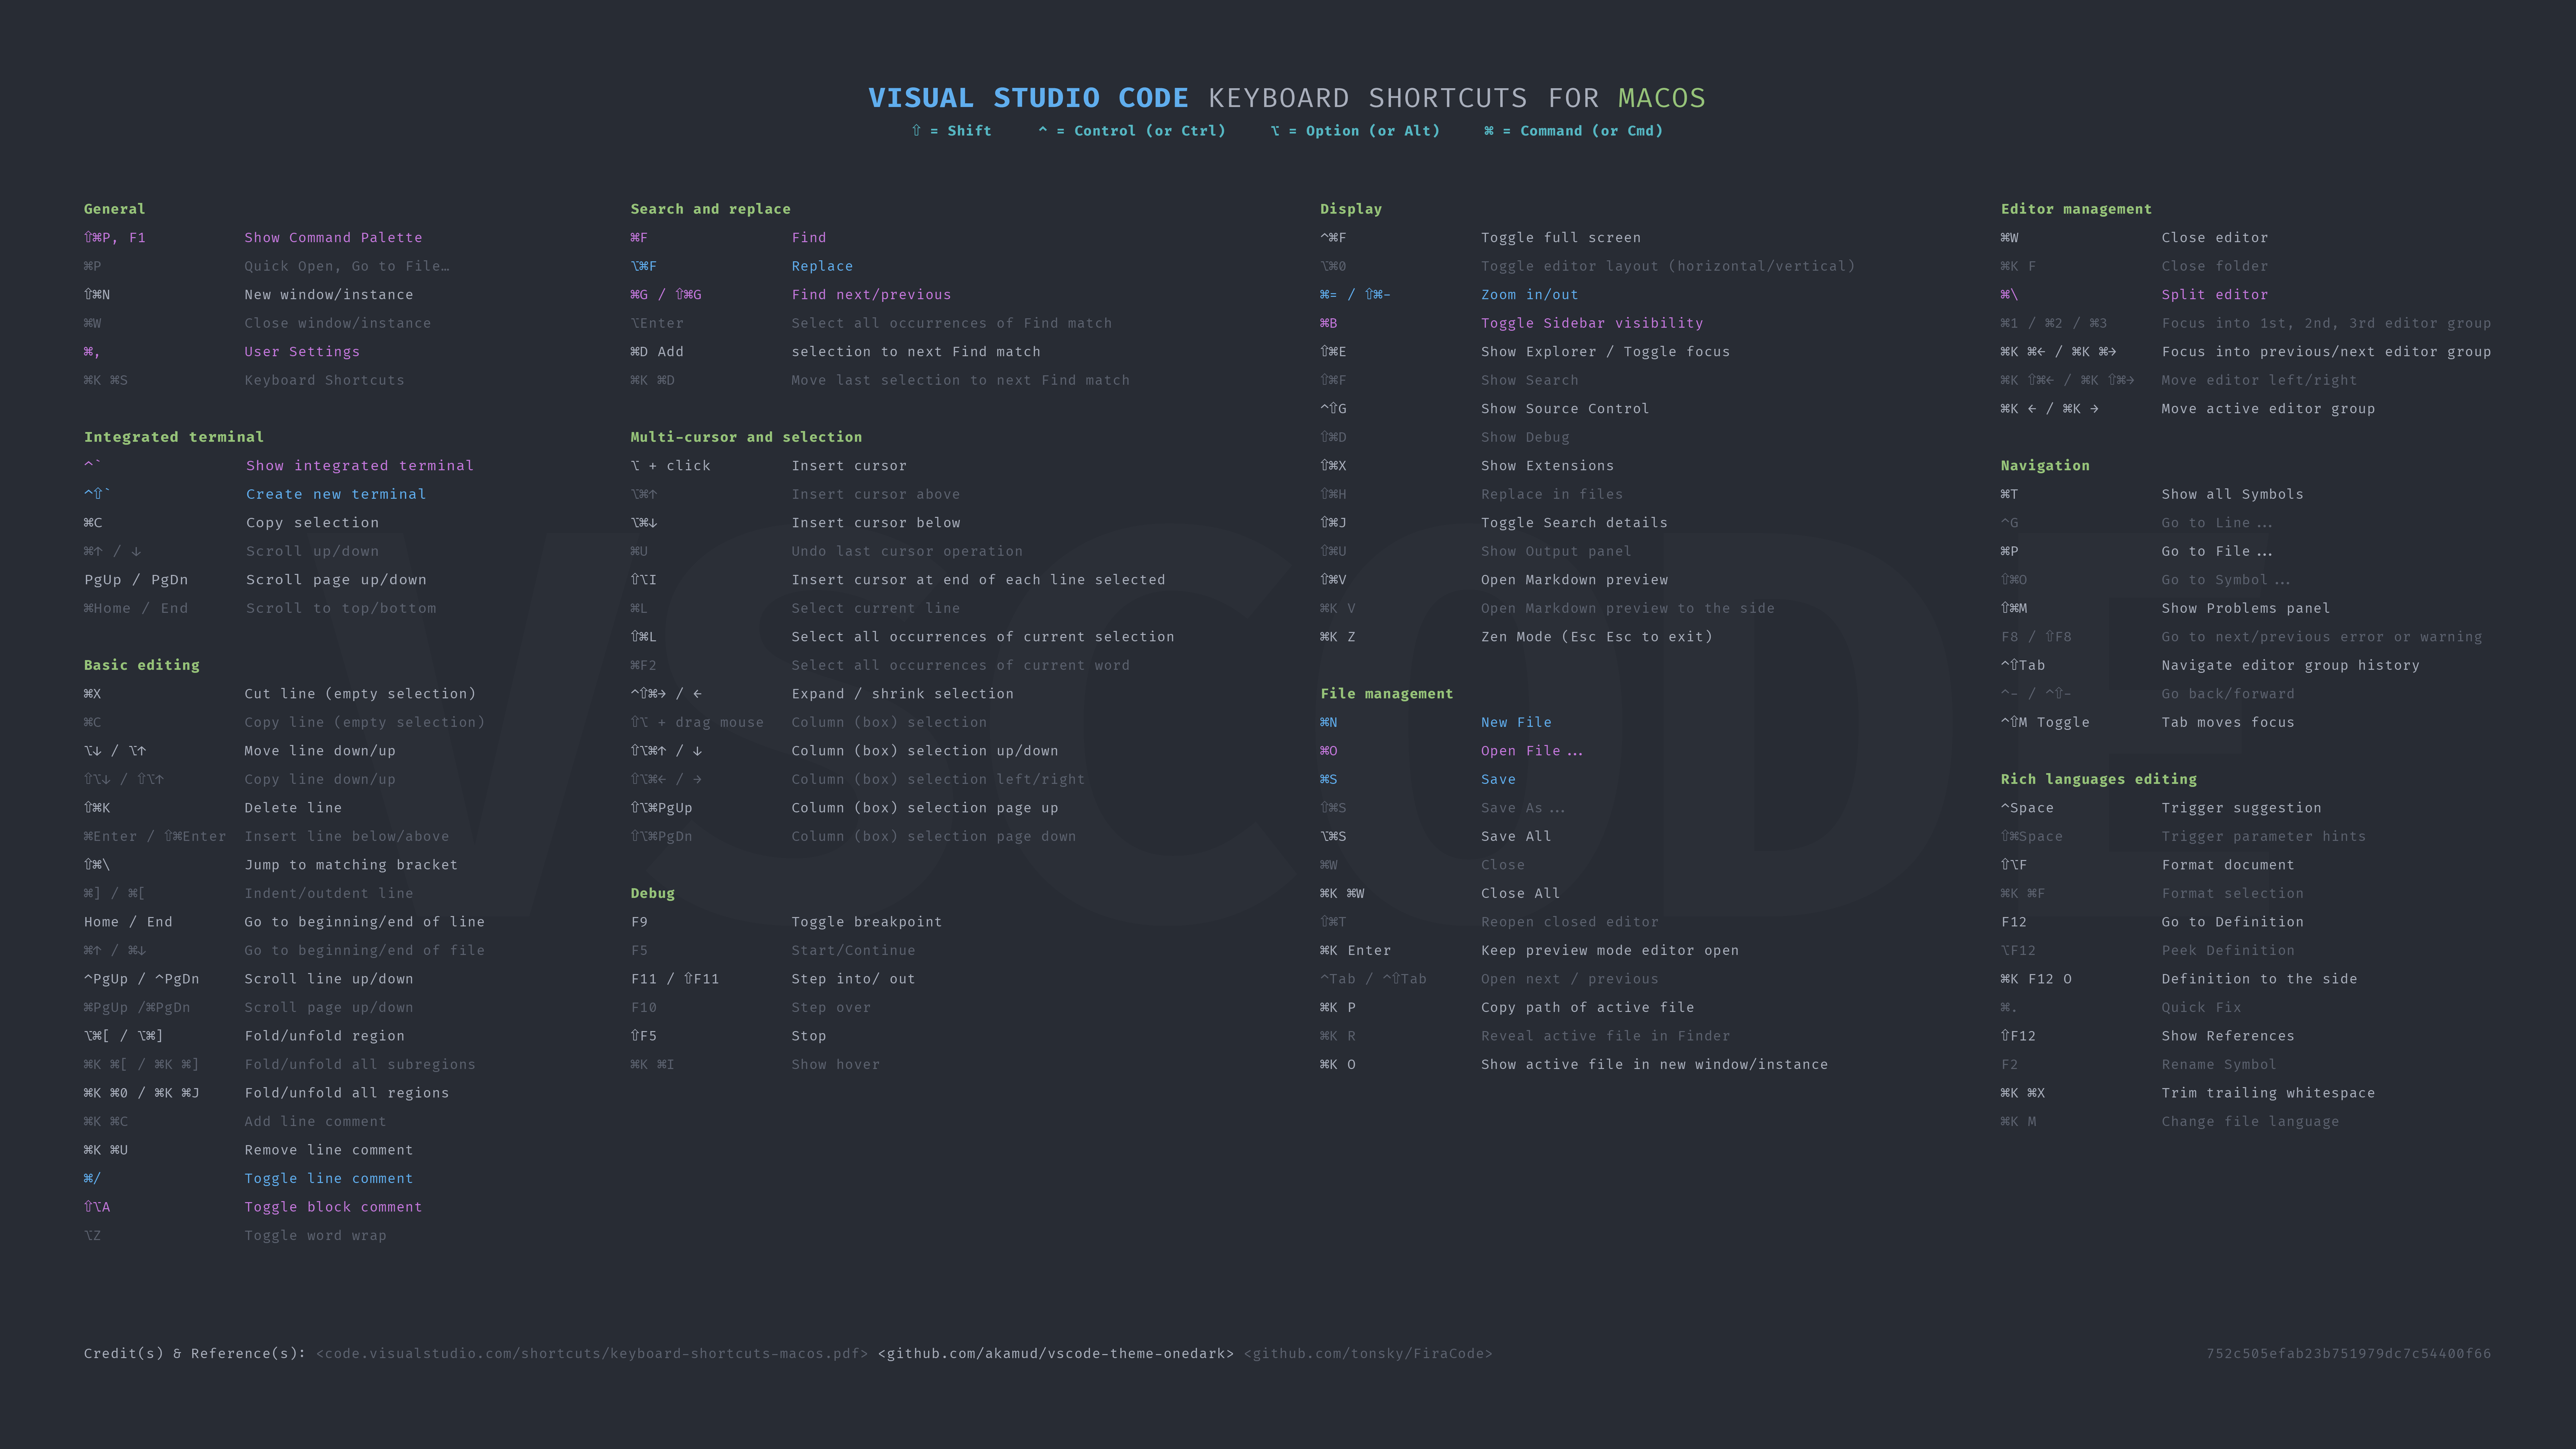 VISUAL STUDIO CODE KEYBOARD SHORTCUTS FOR MACOS
⇧ = Shift ^ = Control (or Ctrl) ⌥ = Option (or Alt) ⌘ = Command (or Cmd)
General
⇧⌘P, F1 Show Command Palette
⌘P Quick Open, Go to File…
⇧⌘N New window/instance
⌘W Close window/instance
⌘, User Settings
⌘K ⌘S Keyboard Shortcuts
Integrated terminal
^` Show integrated terminal
^⇧` Create new terminal
⌘C Copy selection
⌘↑ / ↓ Scroll up/down
PgUp / PgDn Scroll page up/down
⌘Home / End Scroll to top/bottom
Basic editing
⌘X Cut line (empty selection)
⌘C Copy line (empty selection)
⌥↓ / ⌥↑ Move line down/up
⇧⌥↓ / ⇧⌥↑ Copy line down/up
⇧⌘K Delete line
⌘Enter / ⇧⌘Enter Insert line below/above
⇧⌘\ Jump to matching bracket
⌘] / ⌘[ Indent/outdent line
Home / End Go to beginning/end of line
⌘↑ / ⌘↓ Go to beginning/end of file
^PgUp / ^PgDn Scroll line up/down
⌘PgUp /⌘PgDn Scroll page up/down
⌥⌘[ / ⌥⌘] Fold/unfold region
⌘K ⌘[ / ⌘K ⌘] Fold/unfold all subregions
⌘K ⌘0 / ⌘K ⌘J Fold/unfold all regions
⌘K ⌘C Add line comment
⌘K ⌘U Remove line comment
⌘/ Toggle line comment
⇧⌥A Toggle block comment
⌥Z Toggle word wrap
Search and replace
⌘F Find
⌥⌘F Replace
⌘G / ⇧⌘G Find next/previous
⌥Enter Select all occurrences of Find match
⌘D Add selection to next Find match
⌘K ⌘D Move last selection to next Find match
Multi-cursor and selection
⌥ + click Insert cursor
⌥⌘↑ Insert cursor above
⌥⌘↓ Insert cursor below
⌘U Undo last cursor operation
⇧⌥I Insert cursor at end of each line selected
⌘L Select current line
⇧⌘L Select all occurrences of current selection
⌘F2 Select all occurrences of current word
^⇧⌘→ / ← Expand / shrink selection
⇧⌥ + drag mouse Column (box) selection
⇧⌥⌘↑ / ↓ Column (box) selection up/down
⇧⌥⌘← / → Column (box) selection left/right
⇧⌥⌘PgUp Column (box) selection page up
⇧⌥⌘PgDn Column (box) selection page down
Debug
F9 Toggle breakpoint
F5 Start/Continue
F11 / ⇧F11 Step into/ out
F10 Step over
⇧F5 Stop
⌘K ⌘I Show hover
Display
^⌘F Toggle full screen
⌥⌘0 Toggle editor layout (horizontal/vertical)
⌘= / ⇧⌘- Zoom in/out
⌘B Toggle Sidebar visibility
⇧⌘E Show Explorer / Toggle focus
⇧⌘F Show Search
^⇧G Show Source Control
⇧⌘D Show Debug
⇧⌘X Show Extensions
⇧⌘H Replace in files
⇧⌘J Toggle Search details
⇧⌘U Show Output panel
⇧⌘V Open Markdown preview
⌘K V Open Markdown preview to the side
⌘K Z Zen Mode (Esc Esc to exit)
File management
⌘N New File
⌘O Open File...
⌘S Save
⇧⌘S Save As...
⌥⌘S Save All
⌘W Close
⌘K ⌘W Close All
⇧⌘T Reopen closed editor
⌘K Enter Keep preview mode editor open
^Tab / ^⇧Tab Open next / previous
⌘K P Copy path of active file
⌘K R Reveal active file in Finder
⌘K O Show active file in new window/instance
Editor management
⌘W Close editor
⌘K F Close folder
⌘\ Split editor
⌘1 / ⌘2 / ⌘3 Focus into 1st, 2nd, 3rd editor group
⌘K ⌘← / ⌘K ⌘→ Focus into previous/next editor group
⌘K ⇧⌘← / ⌘K ⇧⌘→ Move editor left/right
⌘K ← / ⌘K → Move active editor group
Navigation
⌘T Show all Symbols
^G Go to Line...
⌘P Go to File...
⇧⌘O Go to Symbol...
⇧⌘M Show Problems panel
F8 / ⇧F8 Go to next/previous error or warning
^⇧Tab Navigate editor group history
^- / ^⇧- Go back/forward
^⇧M Toggle Tab moves focus
Rich languages editing
^Space Trigger suggestion
⇧⌘Space Trigger parameter hints
⇧⌥F Format document
⌘K ⌘F Format selection
F12 Go to Definition
⌥F12 Peek Definition
⌘K F12 O Definition to the side
⌘. Quick Fix
⇧F12 Show References
F2 Rename Symbol
⌘K ⌘X Trim trailing whitespace
⌘K M Change file language
VSCODE
Credit(s) & Reference(s): <code.visualstudio.com/shortcuts/keyboard-shortcuts-macos.pdf> <github.com/akamud/vscode-theme-onedark> <github.com/tonsky/FiraCode>
752c505efab23b751979dc7c54400f66